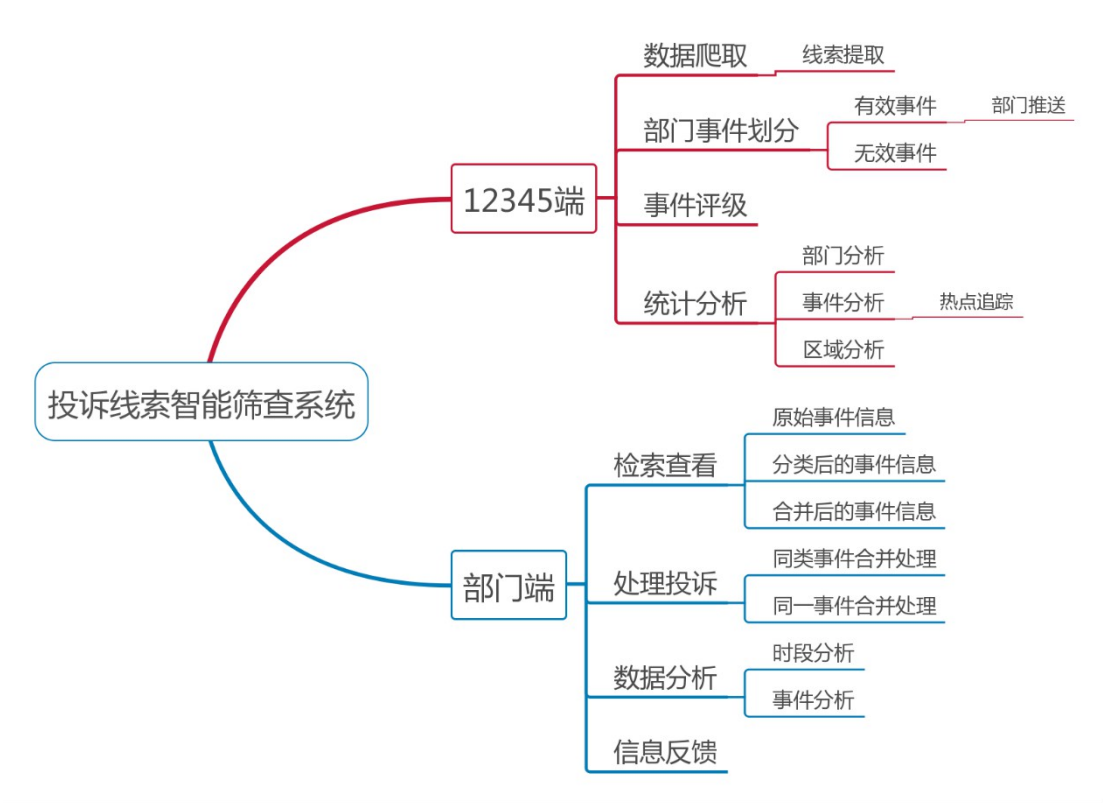 投诉线索智能筛查系统
12345端
数据爬取
线索提取
部门事件划分
有效事件
部门推送
无效事件
事件评级
统计分析
部门分析
事件分析
热点追踪
区域分析
部门端
检索查看
原始事件信息
分类后的事件信息
合并后的事件信息
处理投诉
同类事件合并处理
同一事件合并处理
数据分析
时段分析
事件分析
信息反馈